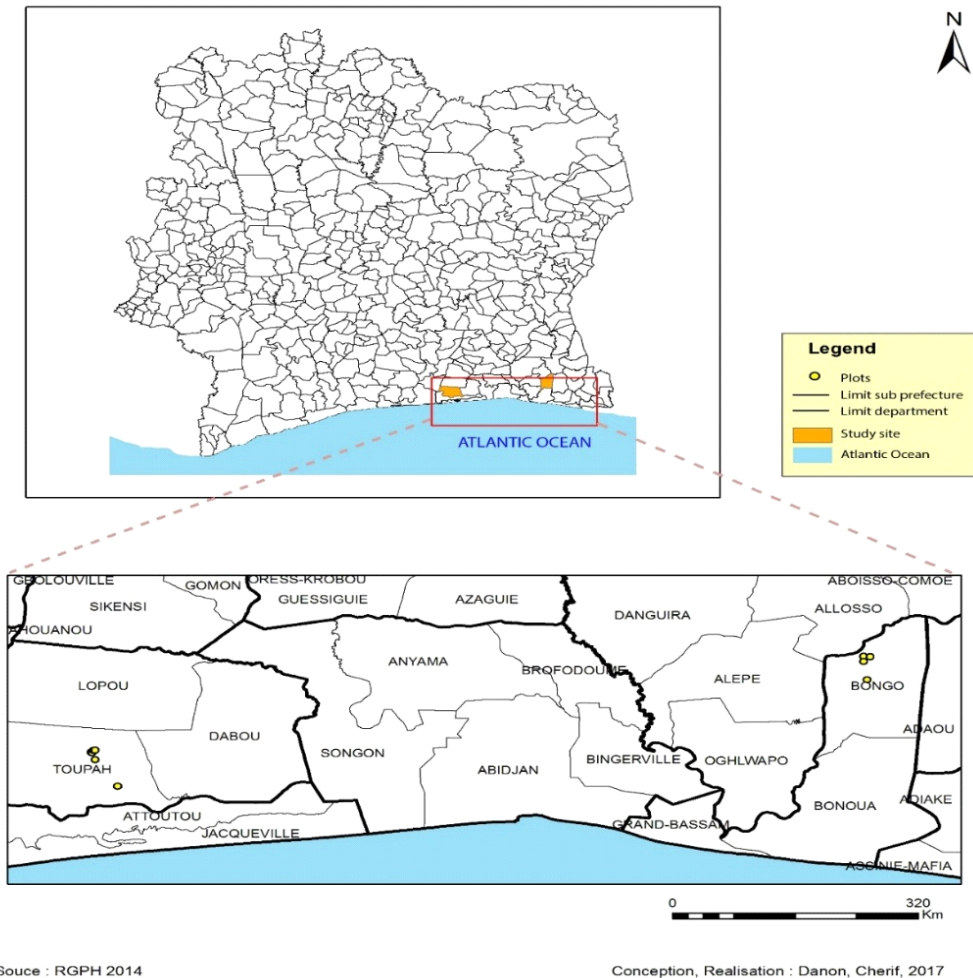 N
Legend
Plots
Limit sub prefecture
Limit department
Study site
Atlantic Ocean
ATLANTIC OCEAN
GBOLOUVILLE
GOMON
ORESS-KROBOU
ABOISSO-COMOE
SIKENSI
GUESSIGUIE
AZAGUIE
DANGUIRA
ALLOSSO
AHOUANOU
ANYAMA
BROFODOUME
LOPOU
ALEPE
BONGO
DABOU
SONGON
ADAOU
TOUPAH
ABIDJAN
BINGERVILLE
OGHLWAPO
ATTOUTOU
BONOUA
ADIAKE
JACQUEVILLE
GRAND-BASSAM
ASSINIE-MAFIA
0 320
Km
Souce : RGPH 2014
Conception, Realisation : Danon, Cherif, 2017